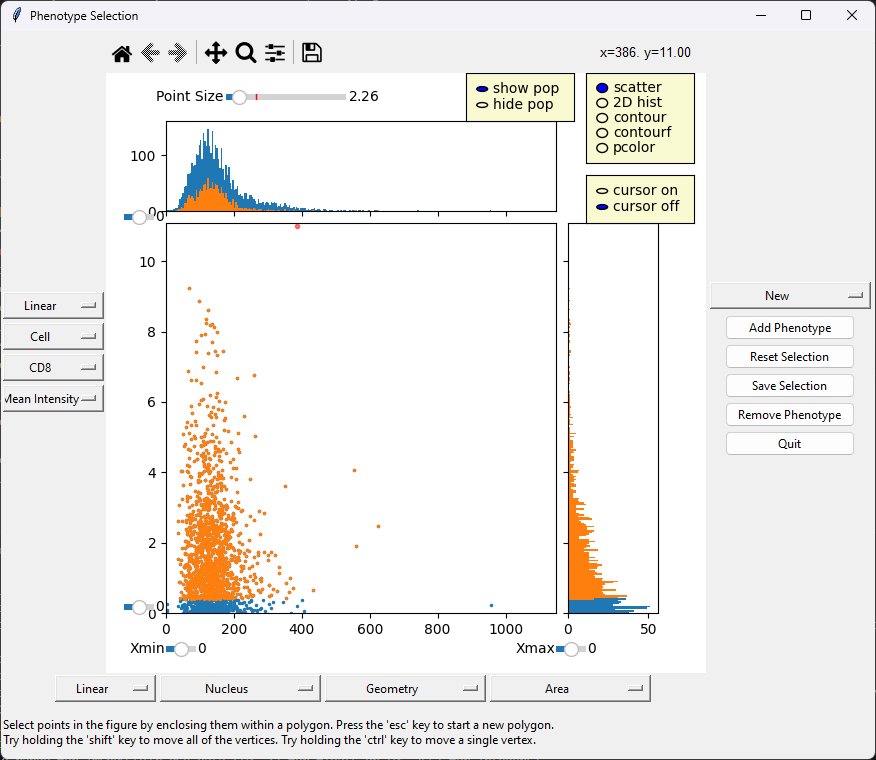 Phenotype Selection
x=386. y=11.00
Point Size 2.26
show pop
hide pop
scatter
2D hist
contour
contourf
pcolor
cursor on
cursor off
100
0
0
10
8
6
4
2
0
0
0 200 400 600 800 1000
0 50
Xmin 0
Xmax 0
Linear
Cell
CD8
Mean Intensity
New
Add Phenotype
Reset Selection
Save Selection
Remove Phenotype
Quit
Linear Nucleus Geometry Area
Select points in the figure by enclosing them within a polygon. Press the 'esc' key to start a new polygon.
Try holding the 'shift' key to move all of the vertices. Try holding the 'ctrl' key to move a single vertex.